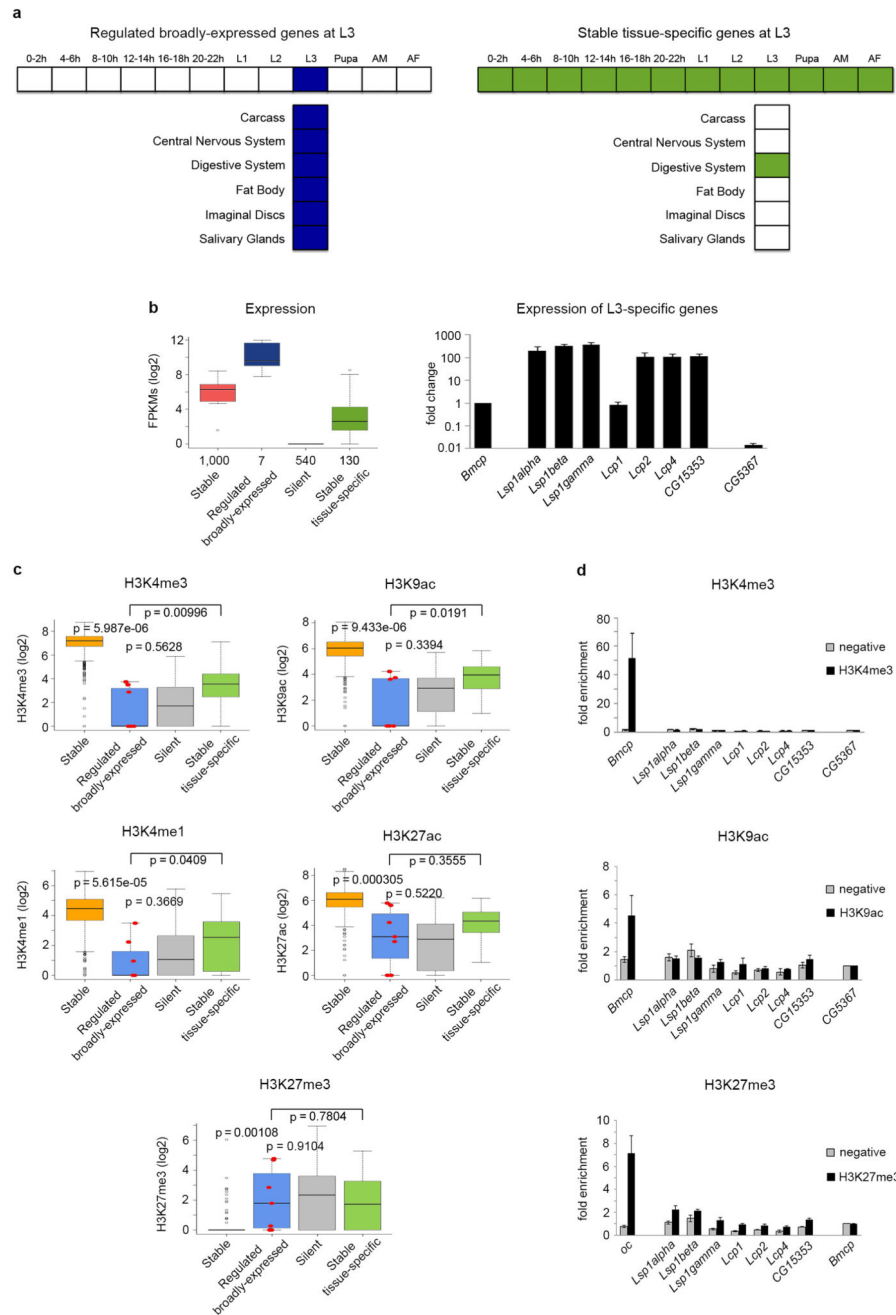 a
Regulated broadly-expressed genes at L3
0-2h 4-6h 8-10h 12-14h 16-18h 20-22h L1 L2 L3 Pupa AM AF
Carcass
Central Nervous System
Digestive System
Fat Body
Imaginal Discs
Salivary Glands
Stable tissue-specific genes at L3
0-2h 4-6h 8-10h 12-14h 16-18h 20-22h L1 L2 L3 Pupa AM AF
Carcass
Central Nervous System
Digestive System
Fat Body
Imaginal Discs
Salivary Glands
b
Expression
FPKMs (log2)
12
8
4
0
1,000 7 540 130
Stable
Regulated
broadly-expressed
Silent
Stable
tissue-specific
Expression of L3-specific genes
fold change
1000
100
10
1
0.1
0.01
Bmcp
Lsp1alpha
Lsp1beta
Lsp1gamma
Lcp1
Lcp2
Lcp4
CG15353
CG5367
c
H3K4me3
p = 0.00996
p = 5.987e-06
p = 0.5628
H3K4me3 (log2)
8
6
4
2
0
Stable
Regulated
broadly-expressed
Silent
Stable
tissue-specific
H3K9ac
p = 0.0191
p = 9.433e-06
p = 0.3394
H3K9ac (log2)
8
6
4
2
0
Stable
Regulated
broadly-expressed
Silent
Stable
tissue-specific
H3K4me1
p = 0.0409
p = 5.615e-05
p = 0.3669
H3K4me1 (log2)
6
4
2
0
Stable
Regulated
broadly-expressed
Silent
Stable
tissue-specific
H3K27ac
p = 0.3555
p = 0.000305
p = 0.5220
H3K27ac (log2)
8
6
4
2
0
Stable
Regulated
broadly-expressed
Silent
Stable
tissue-specific
H3K27me3
p = 0.7804
p = 0.00108
p = 0.9104
H3K27me3 (log2)
6
4
2
0
Stable
Regulated
broadly-expressed
Silent
Stable
tissue-specific
d
H3K4me3
negative
H3K4me3
fold enrichment
80
60
40
20
0
Bmcp
Lsp1alpha
Lsp1beta
Lsp1gamma
Lcp1
Lcp2
Lcp4
CG15353
CG5367
H3K9ac
negative
H3K9ac
fold enrichment
10
8
6
4
2
0
Bmcp
Lsp1alpha
Lsp1beta
Lsp1gamma
Lcp1
Lcp2
Lcp4
CG15353
CG5367
H3K27me3
negative
H3K27me3
fold enrichment
10
8
6
4
2
0
oc
Lsp1alpha
Lsp1beta
Lsp1gamma
Lcp1
Lcp2
Lcp4
CG15353
Bmcp